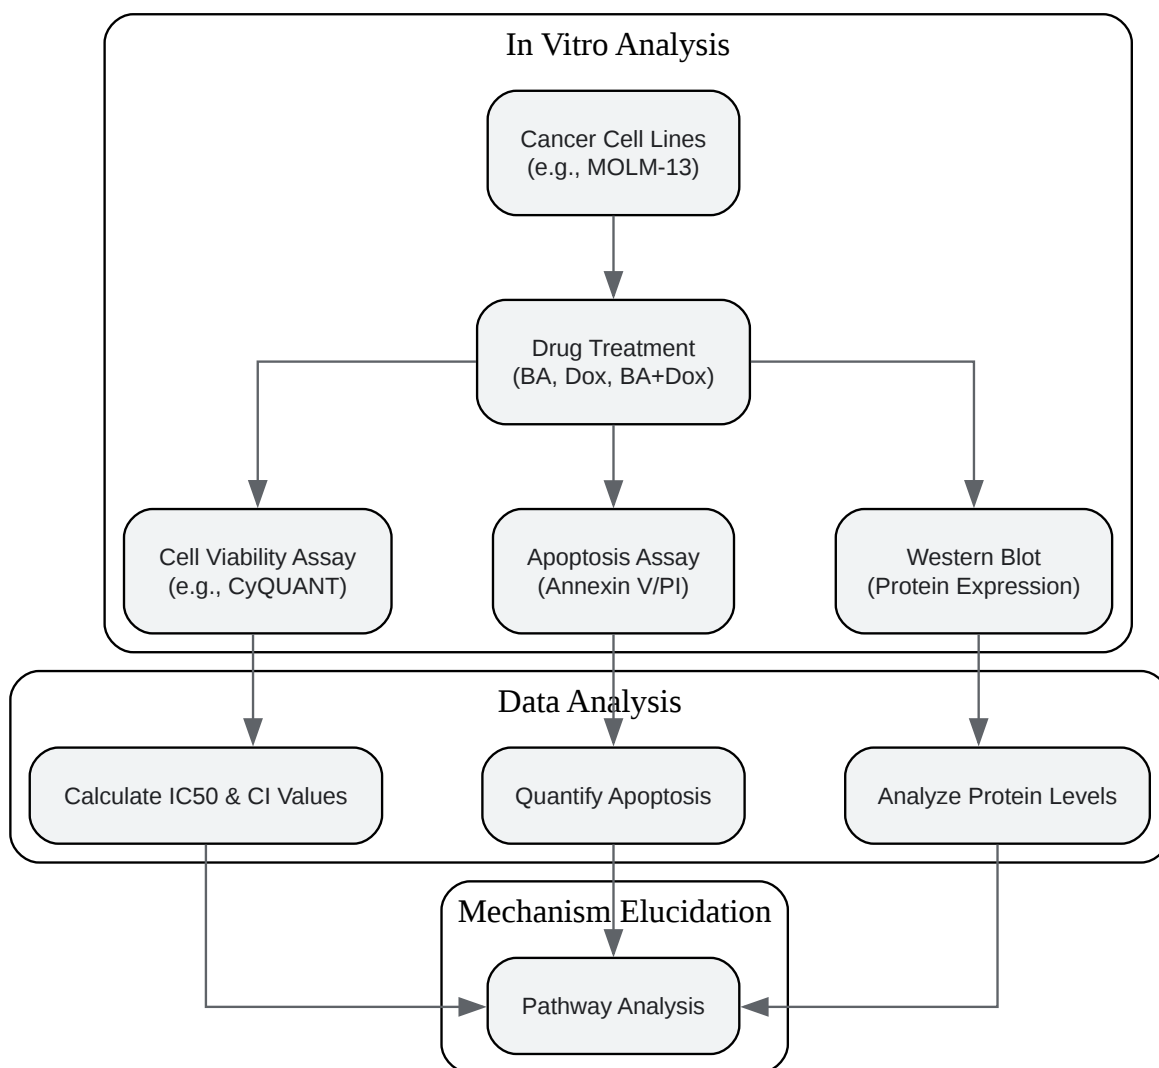 In Vitro Analysis
Cancer Cell Lines
(e.g., MOLM-13)
Drug Treatment
(BA, Dox, BA+Dox)
Cell Viability Assay
(e.g., CyQUANT)
Apoptosis Assay
(Annexin V/PI)
Western Blot
(Protein Expression)
Data Analysis
Calculate IC50 & CI Values
Quantify Apoptosis
Analyze Protein Levels
Mechanism Elucidation
Pathway Analysis